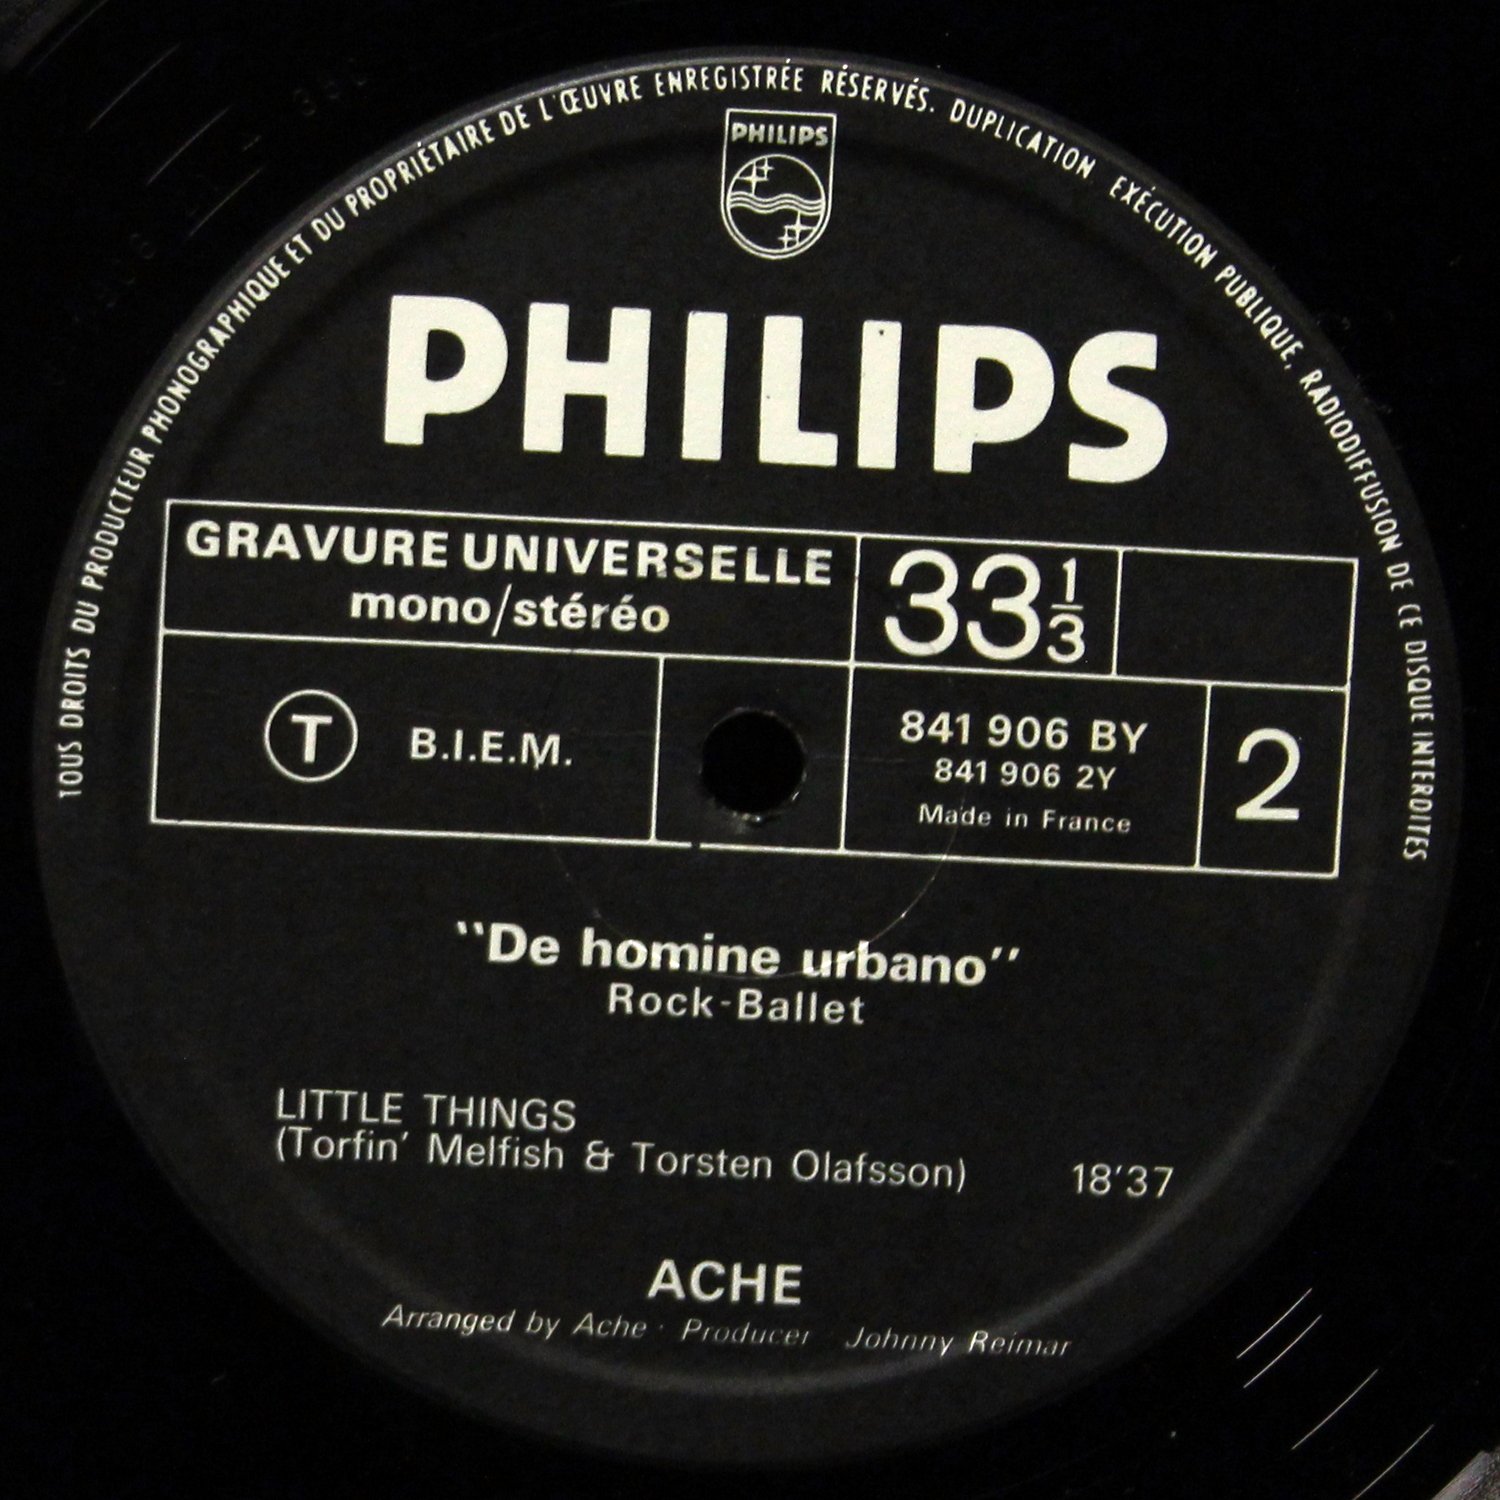 TOUS DROITS DU PRODUCTEUR PHONOGRAPHIQUE ET DU PROPRIÉTAIRE DE L'ŒUVRE ENREGISTRÉE RÉSERVÉS. DUPLICATION EXÉCUTION PUBLIQUE, RADIODIFFUSION DE CE DISQUE INTERDITES
PHILIPS
PHILIPS
GRAVURE UNIVERSELLE
mono/stéréo
33 1/3
T B.I.E.M.
841 906 BY
841 906 2Y
Made in France
2
"De homine urbano"
Rock-Ballet
LITTLE THINGS
(Torfin' Melfish & Torsten Olafsson) 18'37
ACHE
Arranged by Ache · Producer Johnny Reimar